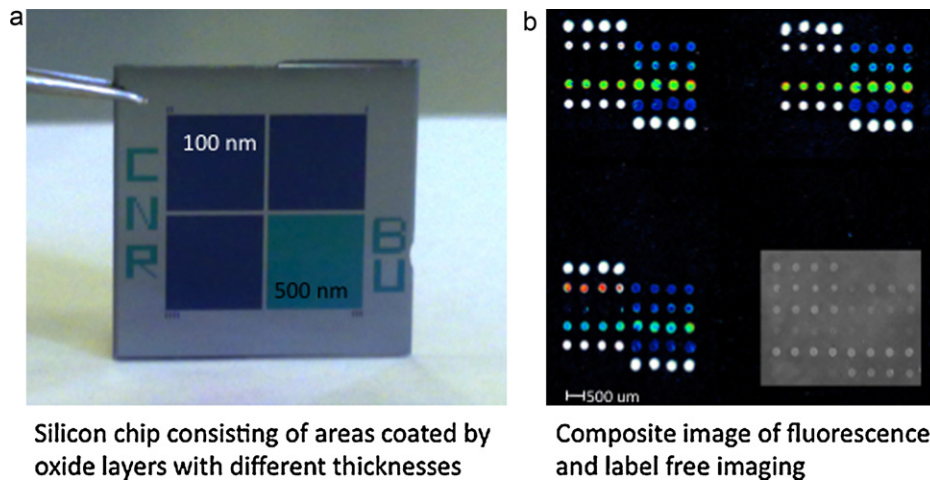 a
b
100 nm
500 nm
CNR
BU
500 um
Silicon chip consisting of areas coated by
oxide layers with different thicknesses
Composite image of fluorescence
and label free imaging